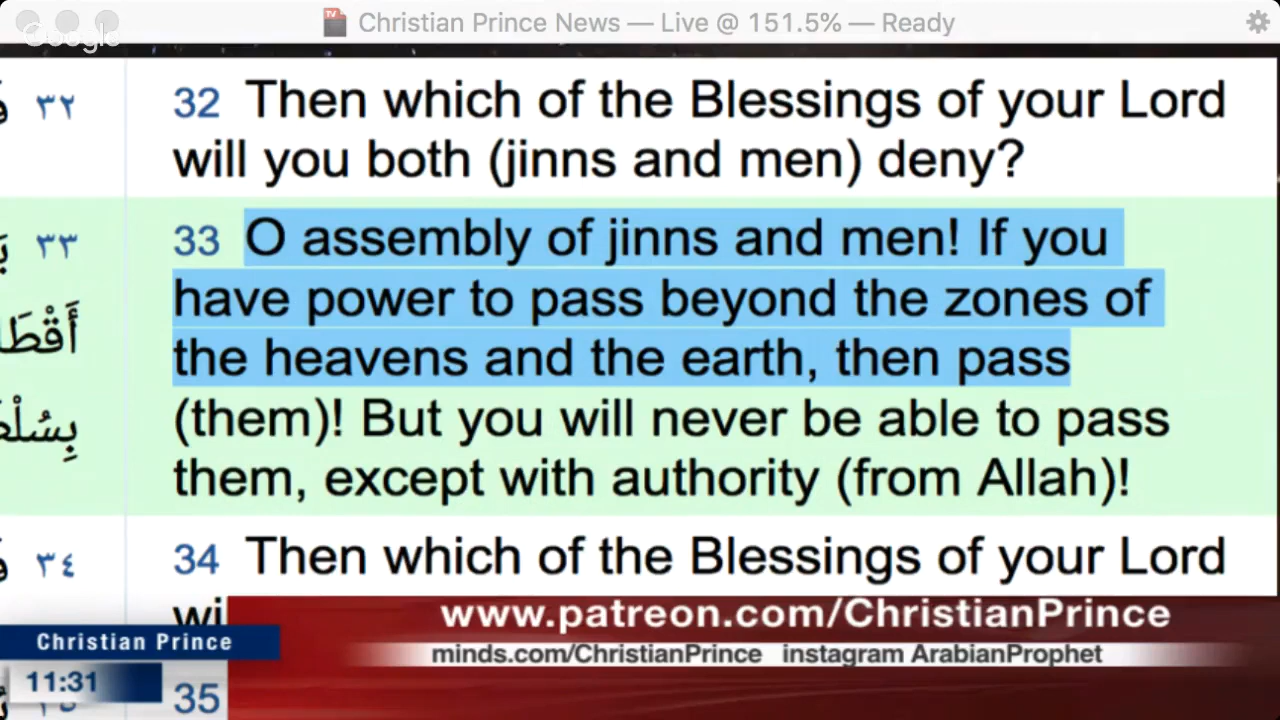 Christian Prince News — Live @ 151.5% — Ready
Google
٣٢
32 Then which of the Blessings of your Lord
will you both (jinns and men) deny?
٣٣
33 O assembly of jinns and men! If you
have power to pass beyond the zones of
the heavens and the earth, then pass
(them)! But you will never be able to pass
them, except with authority (from Allah)!
٣٤
34 Then which of the Blessings of your Lord
www.patreon.com/ChristianPrince
Christian Prince
minds.com/ChristianPrince instagram ArabianProphet
11:31
35